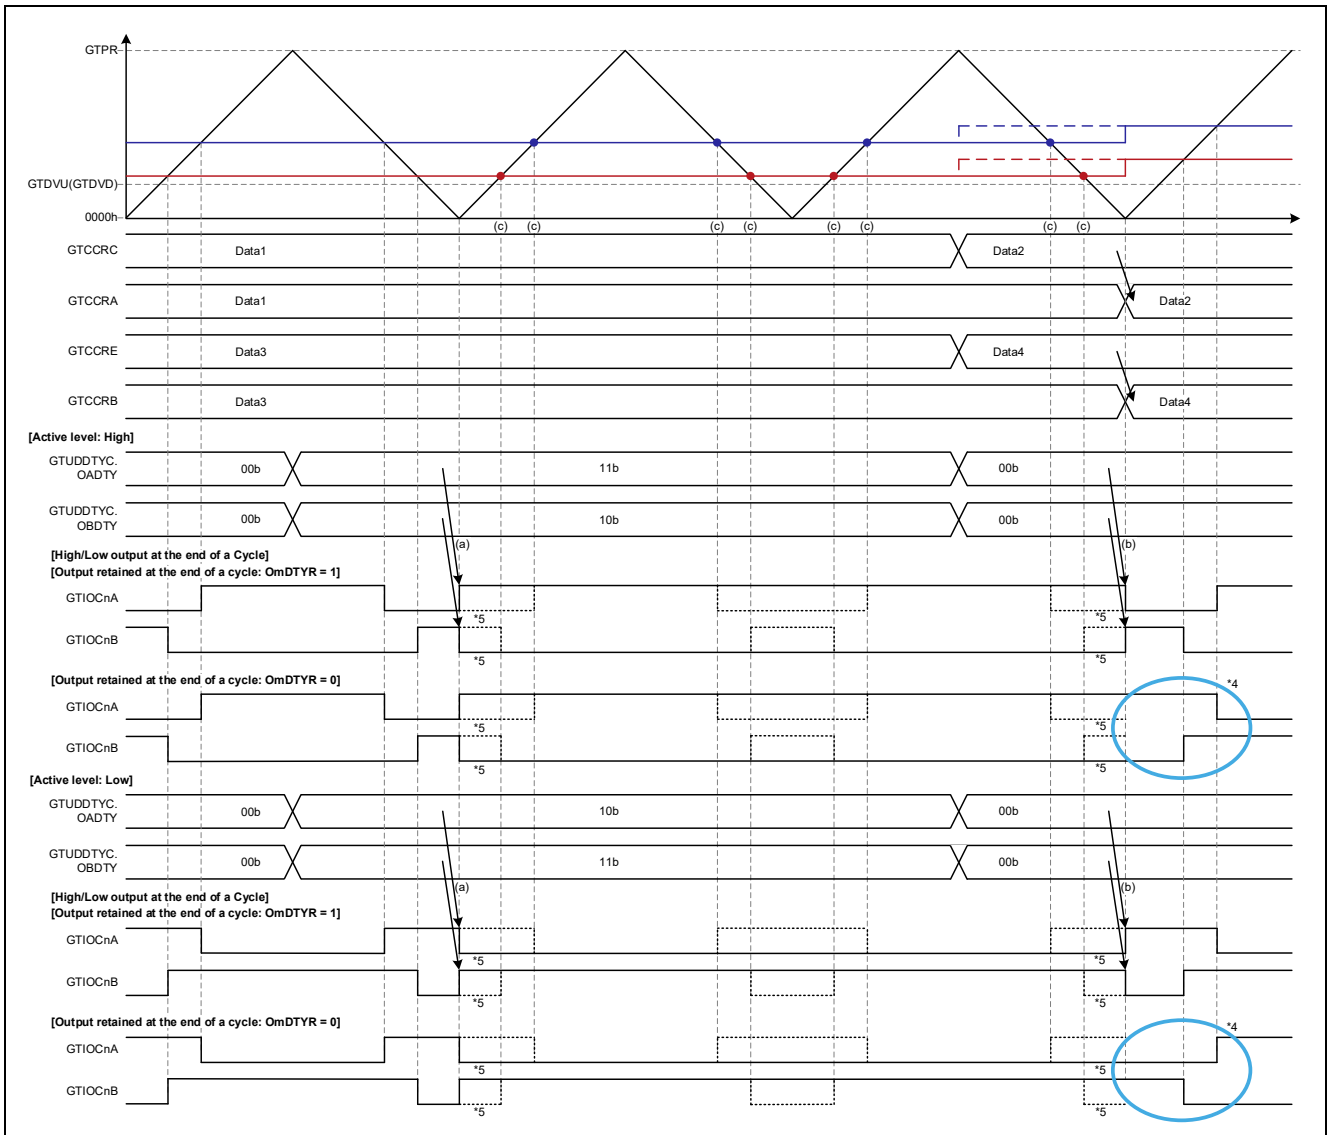 GTPR
GTDVU(GTDVD)
0000h
(c) (c) (c) (c) (c) (c) (c) (c)
GTCCRC Data1 Data2
GTCCRA Data1 Data2
GTCCRE Data3 Data4
GTCCRB Data3 Data4
[Active level: High]
GTUDDTYC.
OADTY 00b 11b 00b
GTUDDTYC.
OBDTY 00b 10b 00b
(a) (b)
[High/Low output at the end of a Cycle]
[Output retained at the end of a cycle: OmDTYR = 1]
GTIOCnA
*5 *5
GTIOCnB
*5 *5
[Output retained at the end of a cycle: OmDTYR = 0]
*4
GTIOCnA
*5 *5
GTIOCnB
*5 *5
[Active level: Low]
GTUDDTYC.
OADTY 00b 10b 00b
GTUDDTYC.
OBDTY 00b 11b 00b
(a) (b)
[High/Low output at the end of a Cycle]
[Output retained at the end of a cycle: OmDTYR = 1]
GTIOCnA
*5 *5
GTIOCnB
*5 *5
[Output retained at the end of a cycle: OmDTYR = 0]
*4
GTIOCnA
*5 *5
GTIOCnB
*5 *5